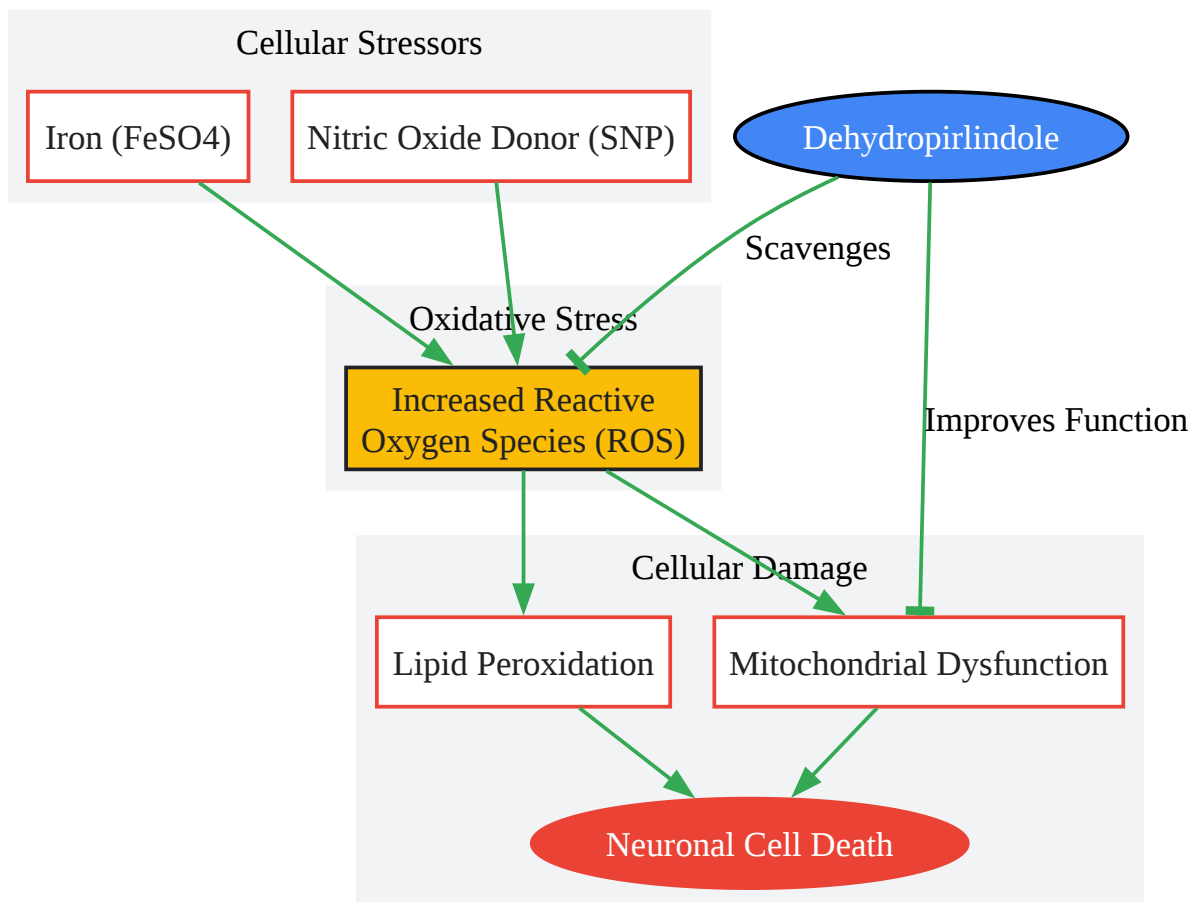 Cellular Stressors
Iron (FeSO4)
Nitric Oxide Donor (SNP)
Dehydropirlindole
Scavenges
Oxidative Stress
Increased Reactive
Oxygen Species (ROS)
Improves Function
Cellular Damage
Lipid Peroxidation
Mitochondrial Dysfunction
Neuronal Cell Death